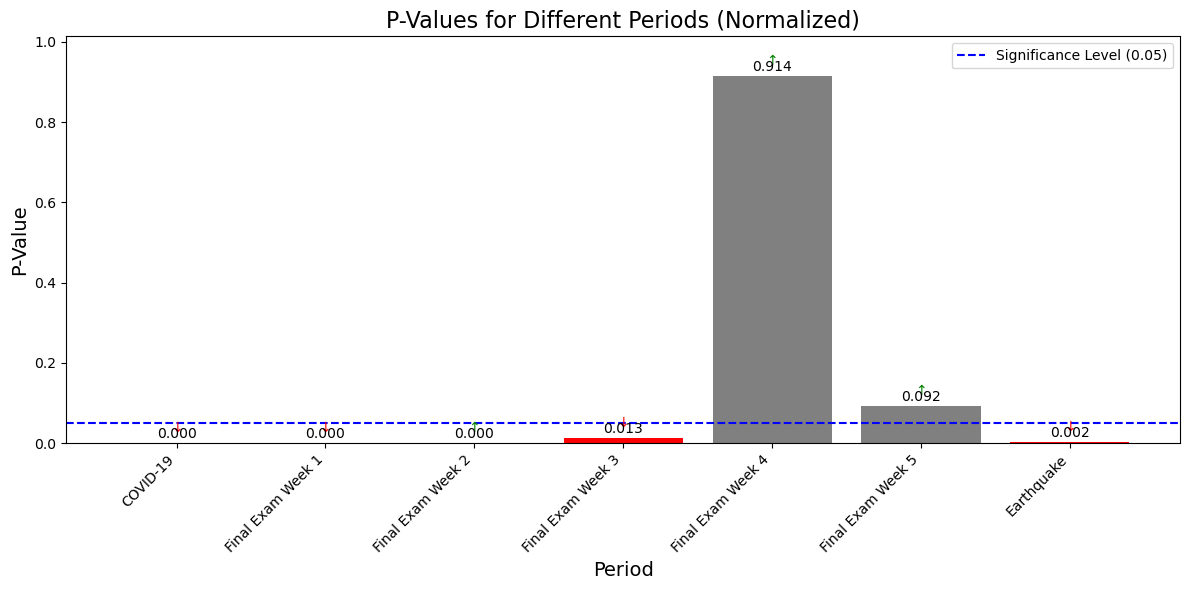 P-Values for Different Periods (Normalized)
Significance Level (0.05)
P-Value
1.0
0.8
0.6
0.4
0.2
0.0
↓
0.000
↓
0.000
↑
0.000
↓
0.013
↑
0.914
↑
0.092
↓
0.002
COVID-19
Final Exam Week 1
Final Exam Week 2
Final Exam Week 3
Final Exam Week 4
Final Exam Week 5
Earthquake
Period